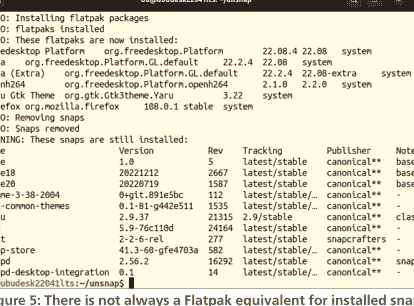 O: Installing flatpak packages
O: flatpaks installed
O: These flatpaks are now installed:
edesktop Platform org.freedesktop.Platform 22.08.4 22.08 system
a org.freedesktop.Platform.GL.default 22.2.4 22.08 system
a (Extra) org.freedesktop.Platform.GL.default 22.2.4 22.08-extra system
nh264 org.freedesktop.Platform.openh264 2.1.0 2.2.0 system
u Gtk Theme org.gtk.Gtk3theme.Yaru 3.22 system
efox org.mozilla.firefox 108.0.1 stable system
O: Removing snaps
O: Snaps removed
NING: These snaps are still installed:
e Version Rev Tracking Publisher Note
e 1.0 5 latest/stable canonical** base
e18 20221212 2667 latest/stable canonical** base
e20 20220719 1587 latest/stable canonical** base
me-3-38-2004 0+git.891e5bc 112 latest/stable/… canonical** -
-common-themes 0.1-81-g442e511 1535 latest/stable/… canonical** -
u 2.9.37 21315 2.9/stable canonical** clas
5.9-76c110d 24164 latest/stable canonical** -
t 2-2-6-rel 277 latest/stable snapcrafters -
p-store 41.3-60-gfe4703a 582 latest/stable/… canonical** -
pd 2.56.2 16292 latest/stable canonical** snap
pd-desktop-integration 0.1 14 latest/stable/… canonical** -
ubudesk22041lts:~/unsnap$
gure 5: There is not always a Flatpak equivalent for installed snap